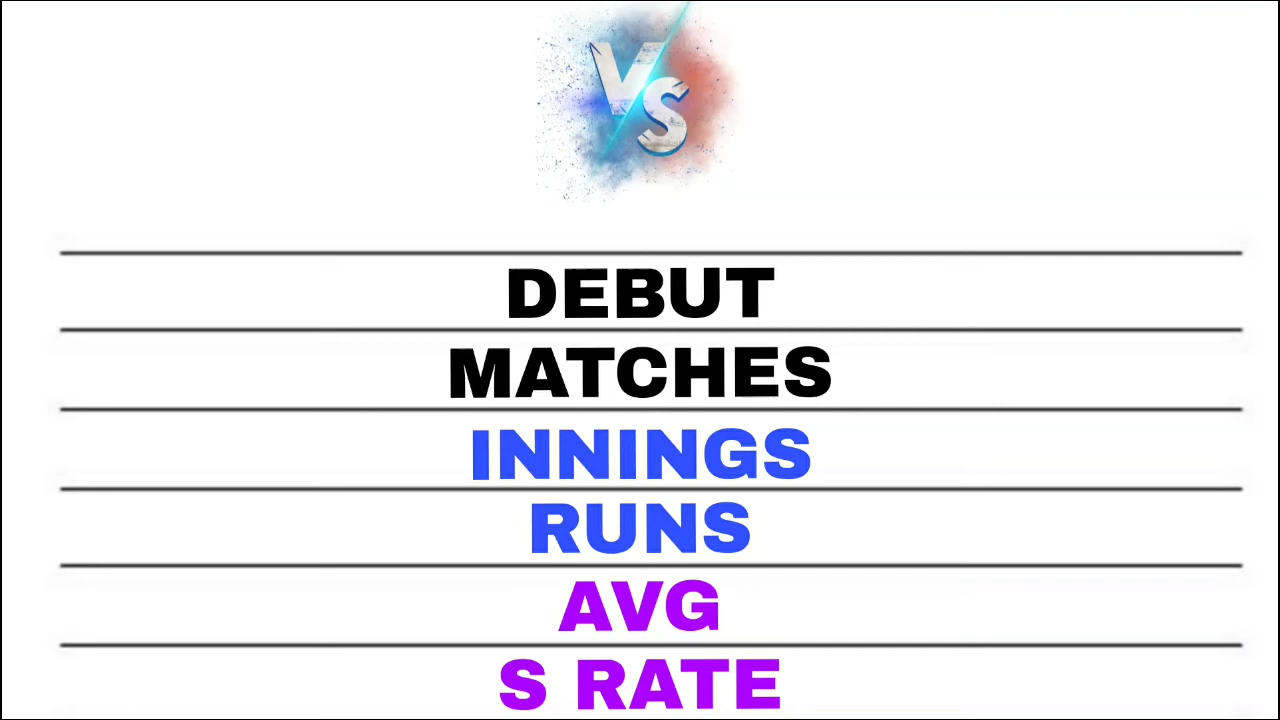 VS
DEBUT
MATCHES
INNINGS
RUNS
AVG
S RATE